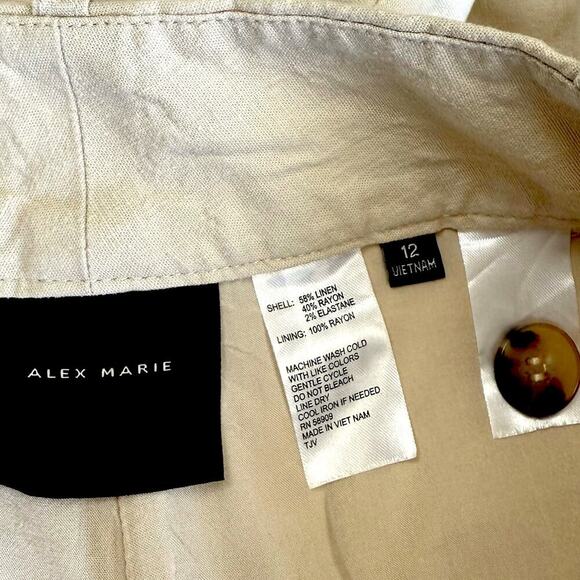 ALEX MARIE
SHELL: 58% LINEN
40% RAYON
2% ELASTANE
LINING: 100% RAYON
MACHINE WASH COLD
WITH LIKE COLORS
GENTLE CYCLE
DO NOT BLEACH
LINE DRY
COOL IRON IF NEEDED
RN 58909
MADE IN VIET NAM
TJV
12
VIETNAM